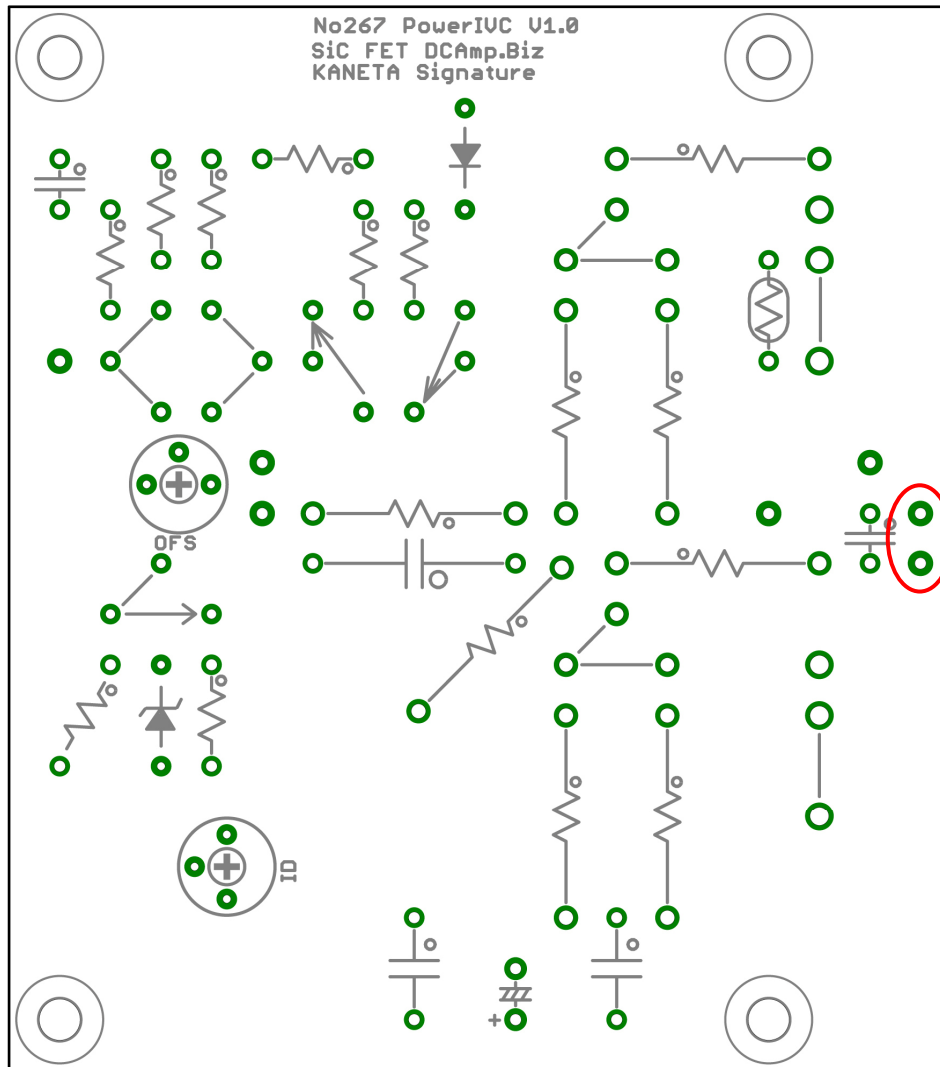 No267 PowerIVC V1.0
SiC FET DCAmp.Biz
KANETA Signature
OFS
ID
+